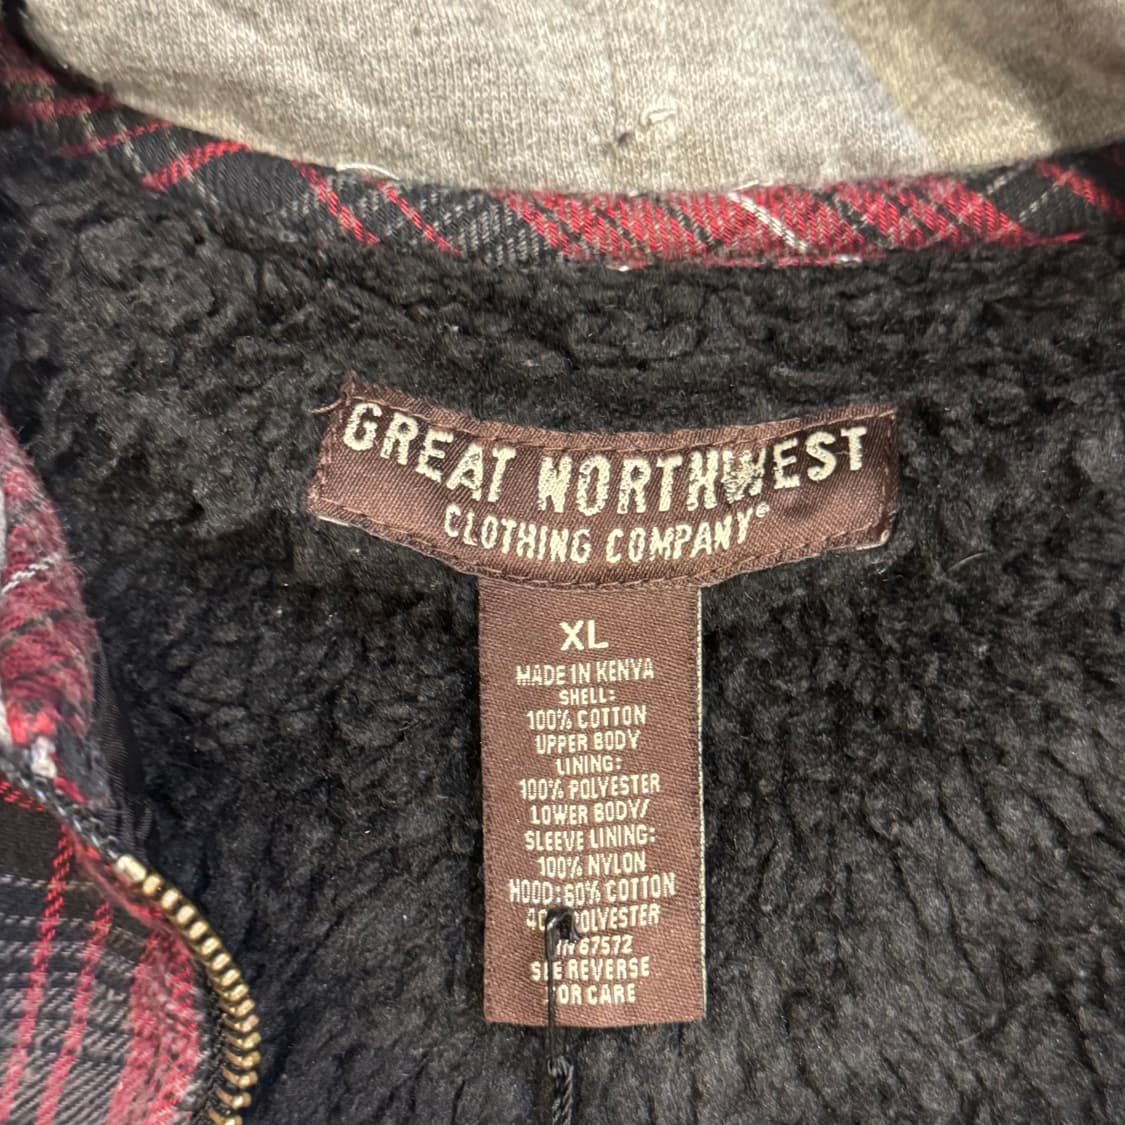 GREAT NORTHWEST
CLOTHING COMPANY®
XL
MADE IN KENYA
SHELL:
100% COTTON
UPPER BODY
LINING:
100% POLYESTER
LOWER BODY/
SLEEVE LINING:
100% NYLON
HOOD: 60% COTTON
POLYESTER
67572
SEE REVERSE
FOR CARE